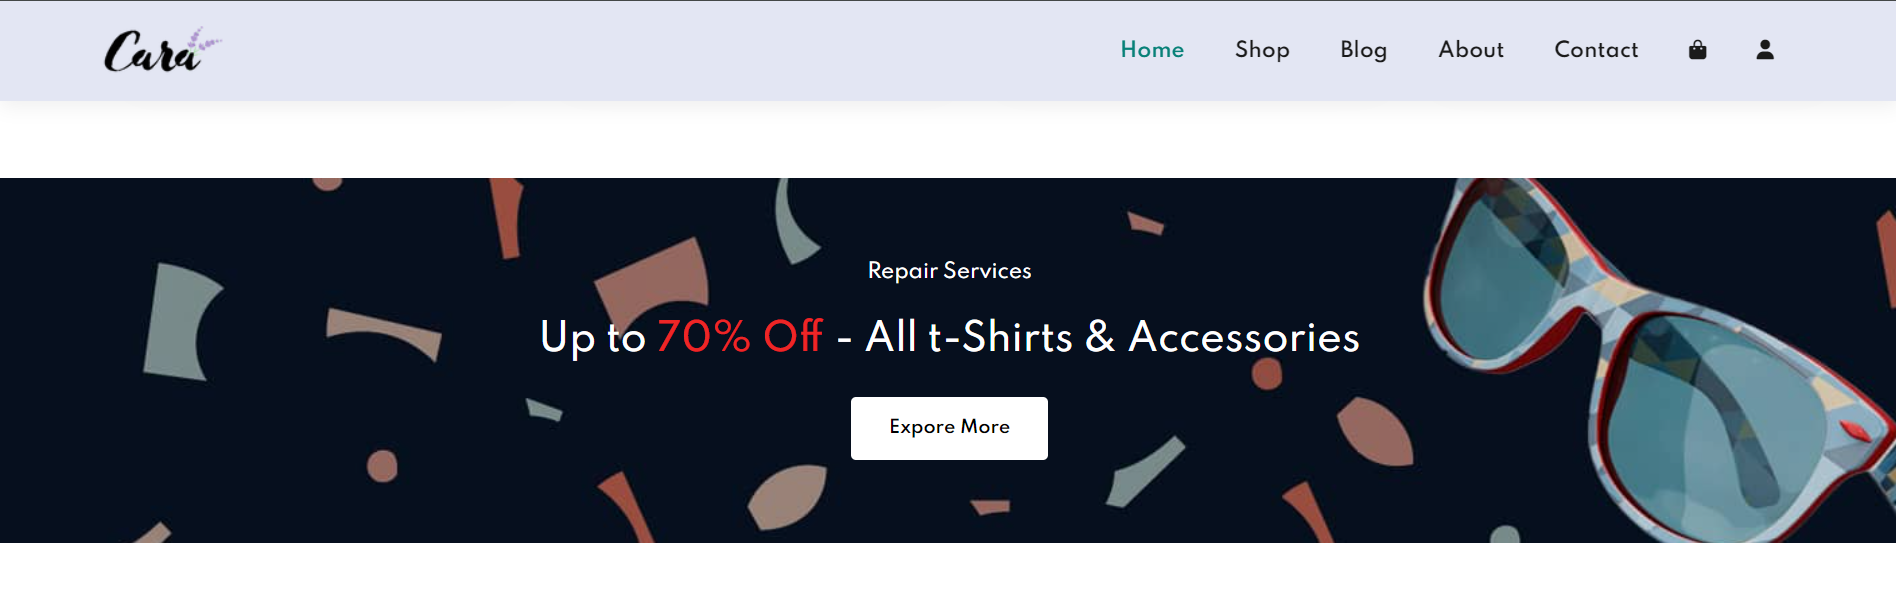 Cara
Home Shop Blog About Contact
Repair Services
Up to 70% Off - All t-Shirts & Accessories
Expore More